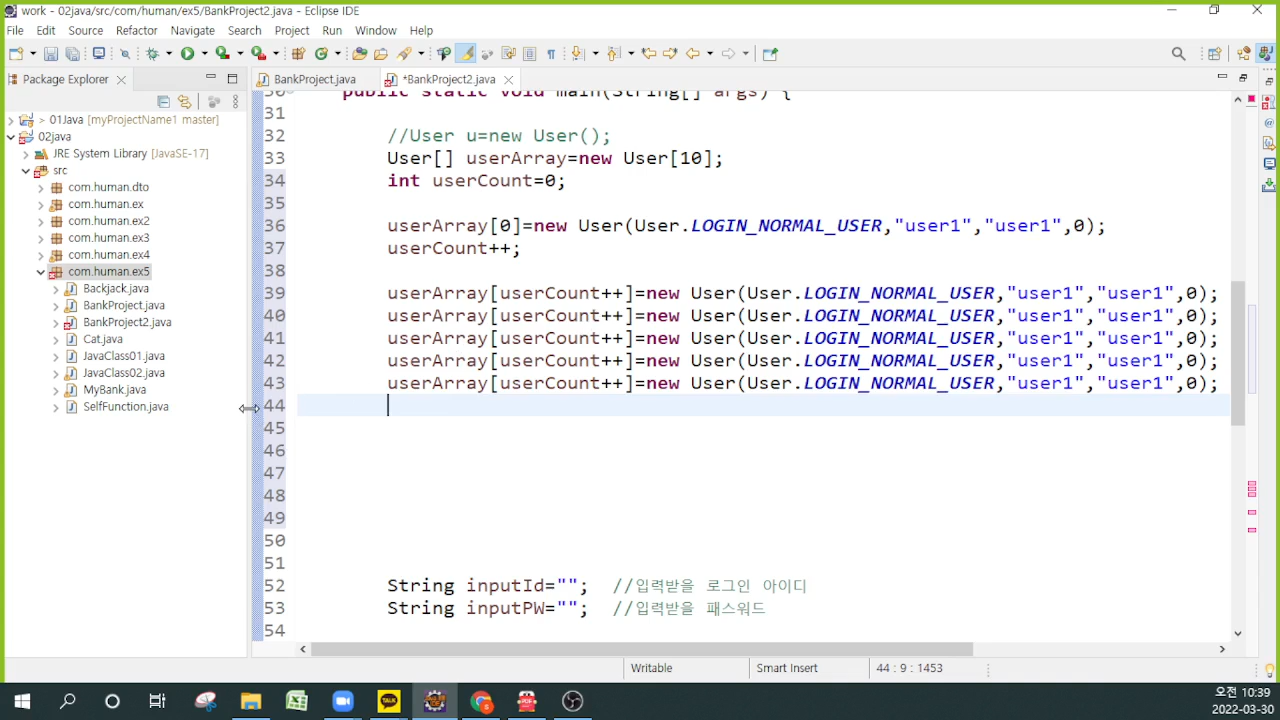 work - 02java/src/com/human/ex5/BankProject2.java - Eclipse IDE
File Edit Source Refactor Navigate Search Project Run Window Help
Package Explorer
BankProject.java
*BankProject2.java
> 01Java [myProjectName1 master]
02java
JRE System Library [JavaSE-17]
src
com.human.dto
com.human.ex
com.human.ex2
com.human.ex3
com.human.ex4
com.human.ex5
Backjack.java
BankProject.java
BankProject2.java
Cat.java
JavaClass01.java
JavaClass02.java
MyBank.java
SelfFunction.java
30 public static void main(String[] args) {
31
32 //User u=new User();
33 User[] userArray=new User[10];
34 int userCount=0;
35
36 userArray[0]=new User(User.LOGIN_NORMAL_USER,"user1","user1",0);
37 userCount++;
38
39 userArray[userCount++]=new User(User.LOGIN_NORMAL_USER,"user1","user1",0);
40 userArray[userCount++]=new User(User.LOGIN_NORMAL_USER,"user1","user1",0);
41 userArray[userCount++]=new User(User.LOGIN_NORMAL_USER,"user1","user1",0);
42 userArray[userCount++]=new User(User.LOGIN_NORMAL_USER,"user1","user1",0);
43 userArray[userCount++]=new User(User.LOGIN_NORMAL_USER,"user1","user1",0);
44
45
46
47
48
49
50
51
52 String inputId=""; //입력받을 로그인 아이디
53 String inputPW=""; //입력받을 패스워드
54
Writable Smart Insert 44 : 9 : 1453
TALK
PDF
오전 10:39
2022-03-30